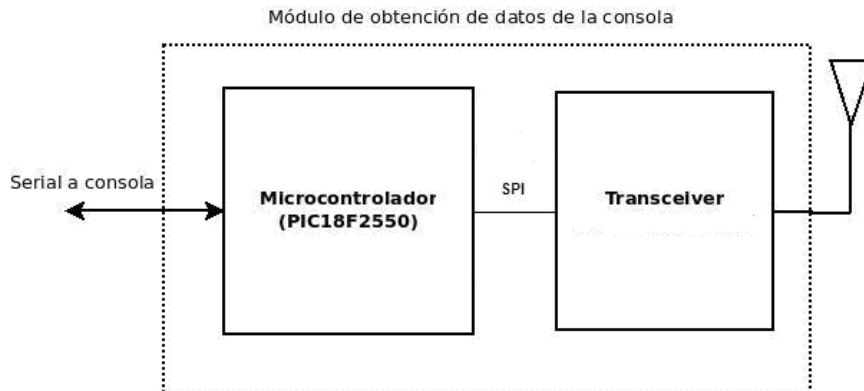 Módulo de obtención de datos de la consola
Serial a consola
Microcontrolador
(PIC18F2550)
SPI
Transceiver